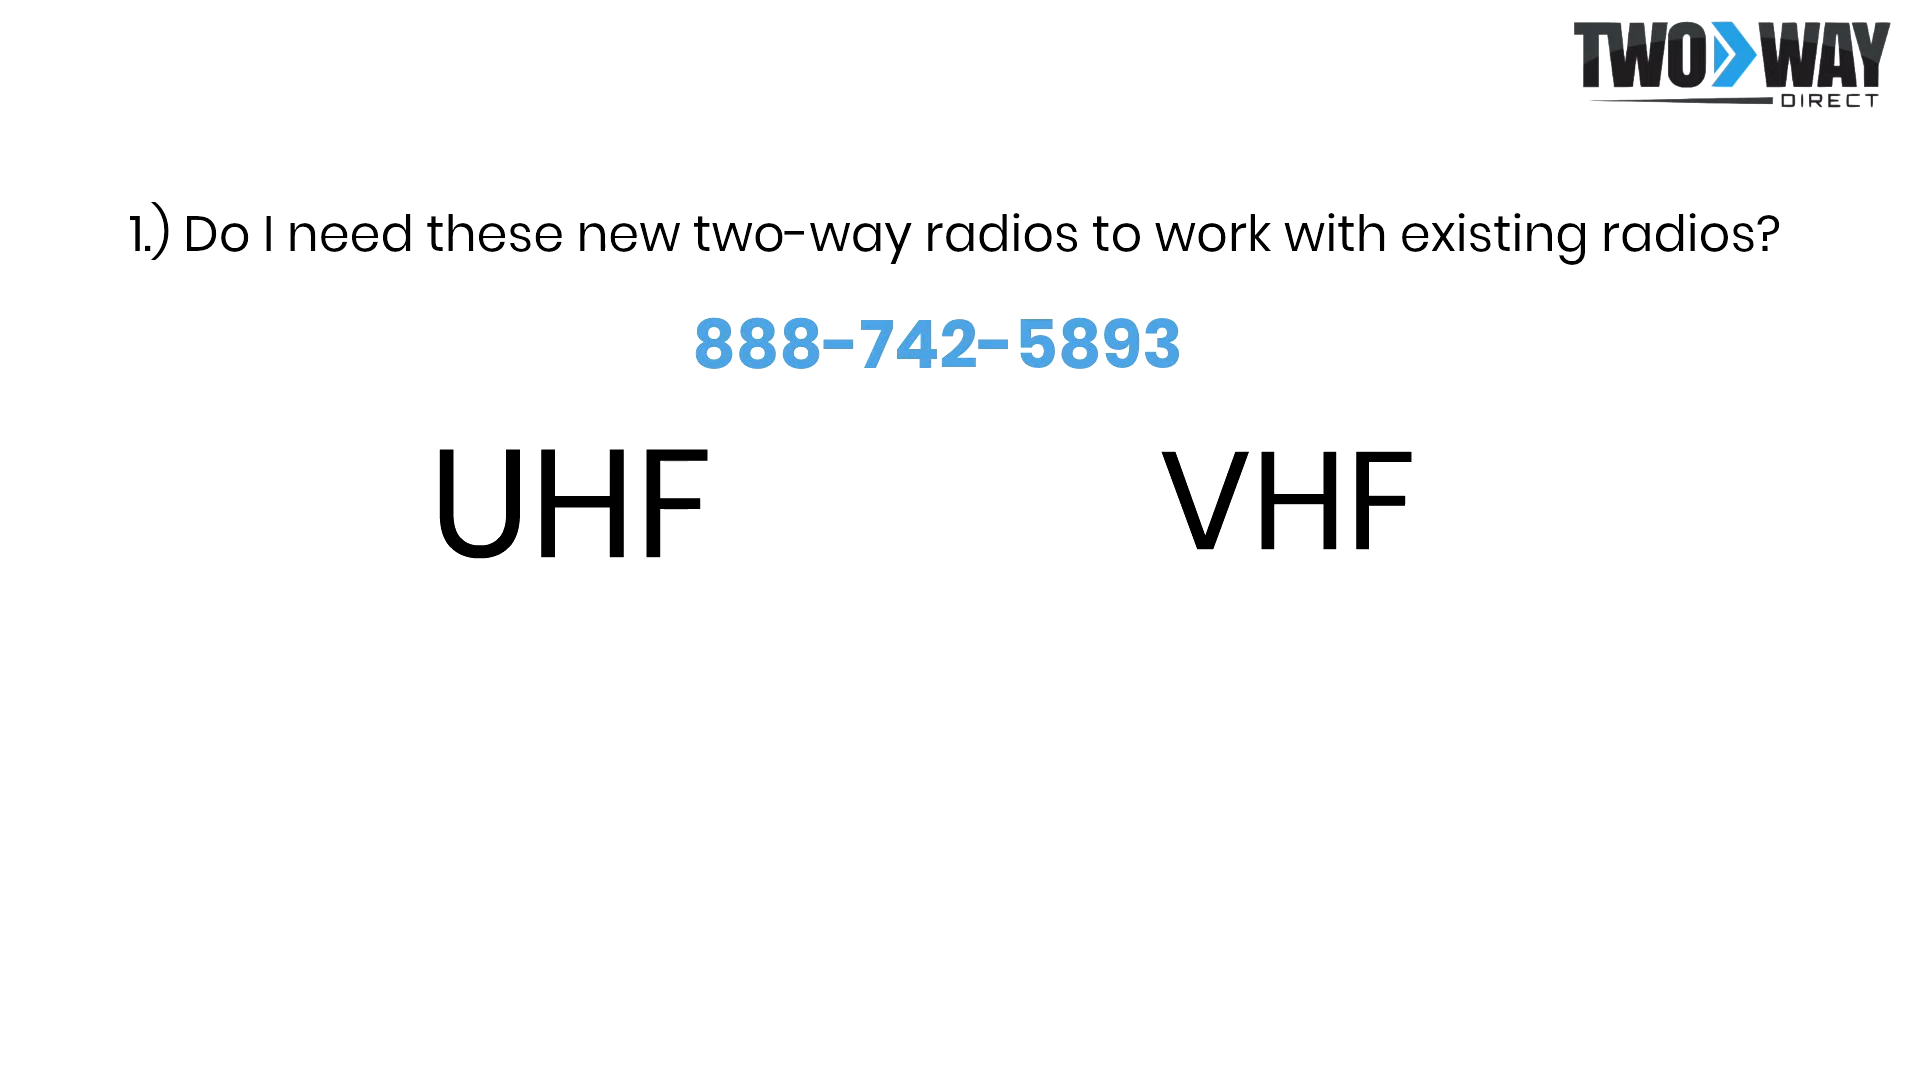 TWO WAY
DIRECT
1.) Do I need these new two-way radios to work with existing radios?
888-742-5893
UHF VHF